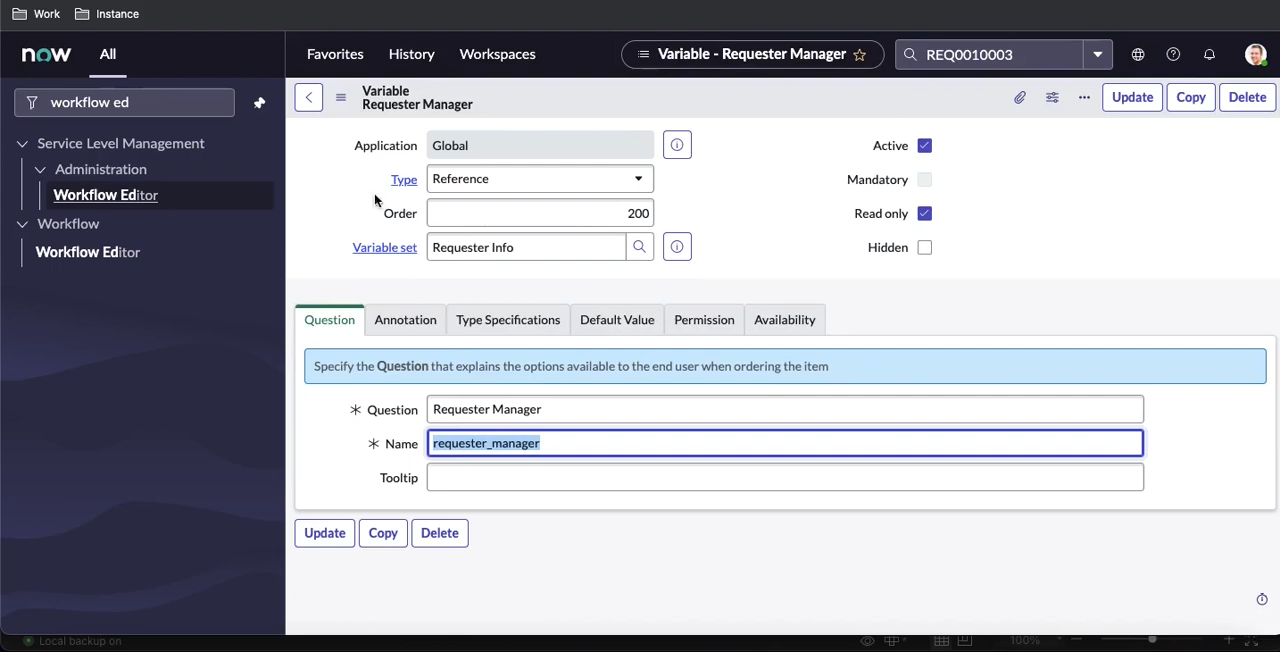 Work Instance
now All Favorites History Workspaces Variable - Requester Manager REQ0010003
workflow ed
Service Level Management
Administration
Workflow Editor
Workflow
Workflow Editor
Variable
Requester Manager
Update Copy Delete
Application Global
Type Reference
Order 200
Variable set Requester Info
Active
Mandatory
Read only
Hidden
Question Annotation Type Specifications Default Value Permission Availability
Specify the Question that explains the options available to the end user when ordering the item
Question Requester Manager
Name requester_manager
Tooltip
Update Copy Delete
Local backup on 100%